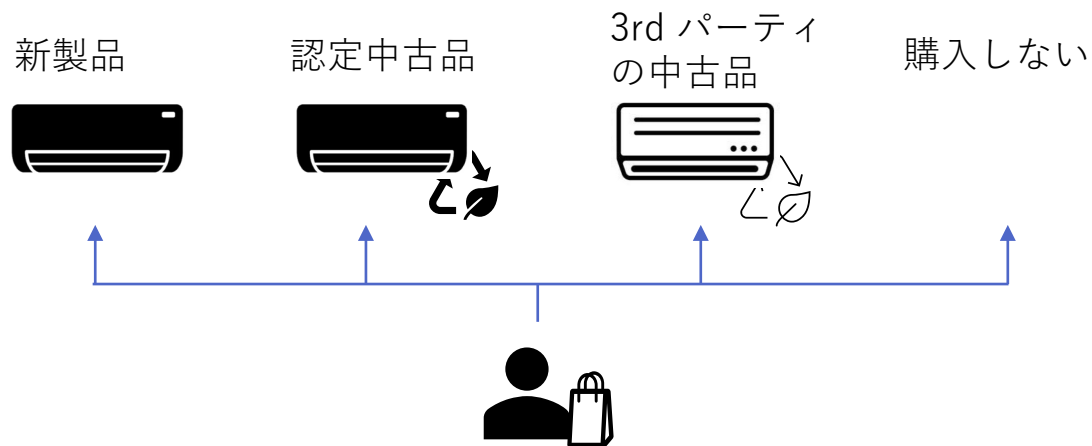 新製品
認定中古品
3rd パーティ
の中古品
購入しない